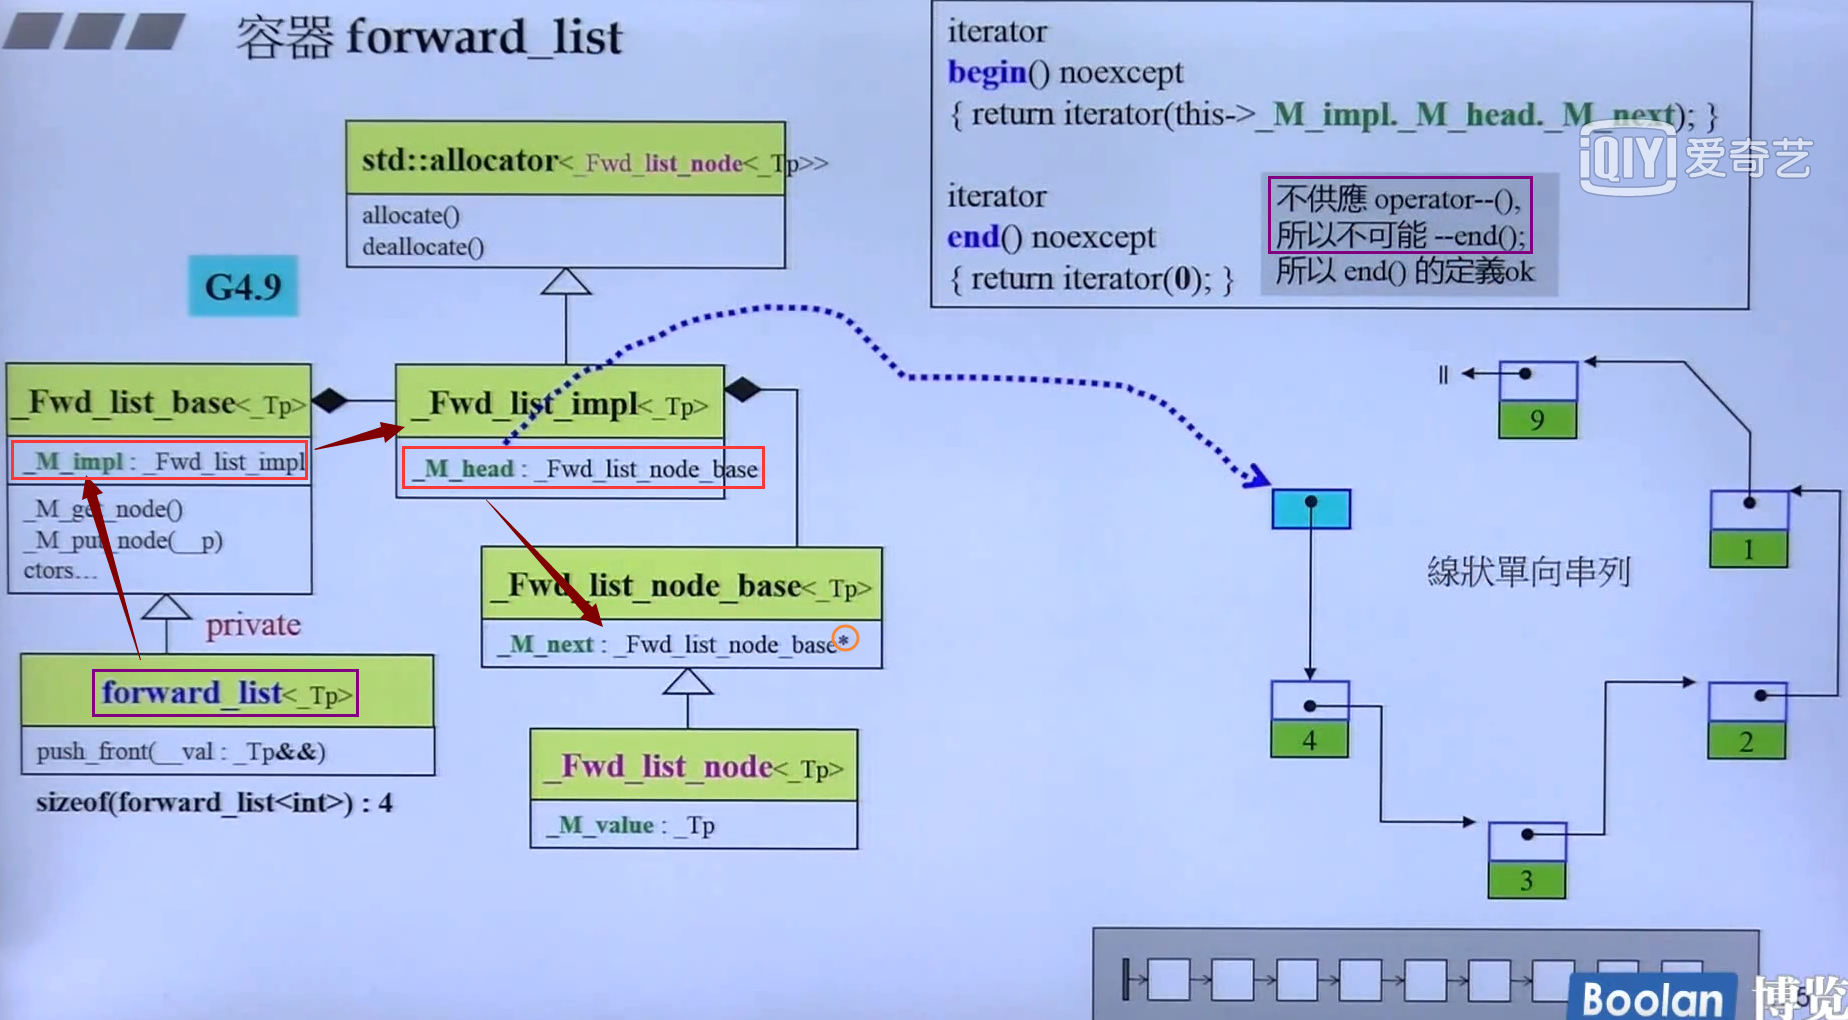 容器 forward_list
iterator
begin() noexcept
{ return iterator(this->_M_impl._M_head._M_next); }
iterator
end() noexcept
{ return iterator(0); }
不供應 operator--(),
所以不可能 --end();
所以 end() 的定義ok
QIY 爱奇艺
std::allocator<_Fwd_list_node<_Tp>>
allocate()
deallocate()
G4.9
_Fwd_list_base<_Tp>
_M_impl : _Fwd_list_impl
_M_get_node()
_M_put_node(__p)
ctors...
_Fwd_list_impl<_Tp>
_M_head : _Fwd_list_node_base
private
_Fwd_list_node_base<_Tp>
_M_next : _Fwd_list_node_base*
forward_list<_Tp>
push_front(__val : _Tp&&)
sizeof(forward_list<int>) : 4
_Fwd_list_node<_Tp>
_M_value : _Tp
9
1
線狀單向串列
4
2
3
Boolan 博览